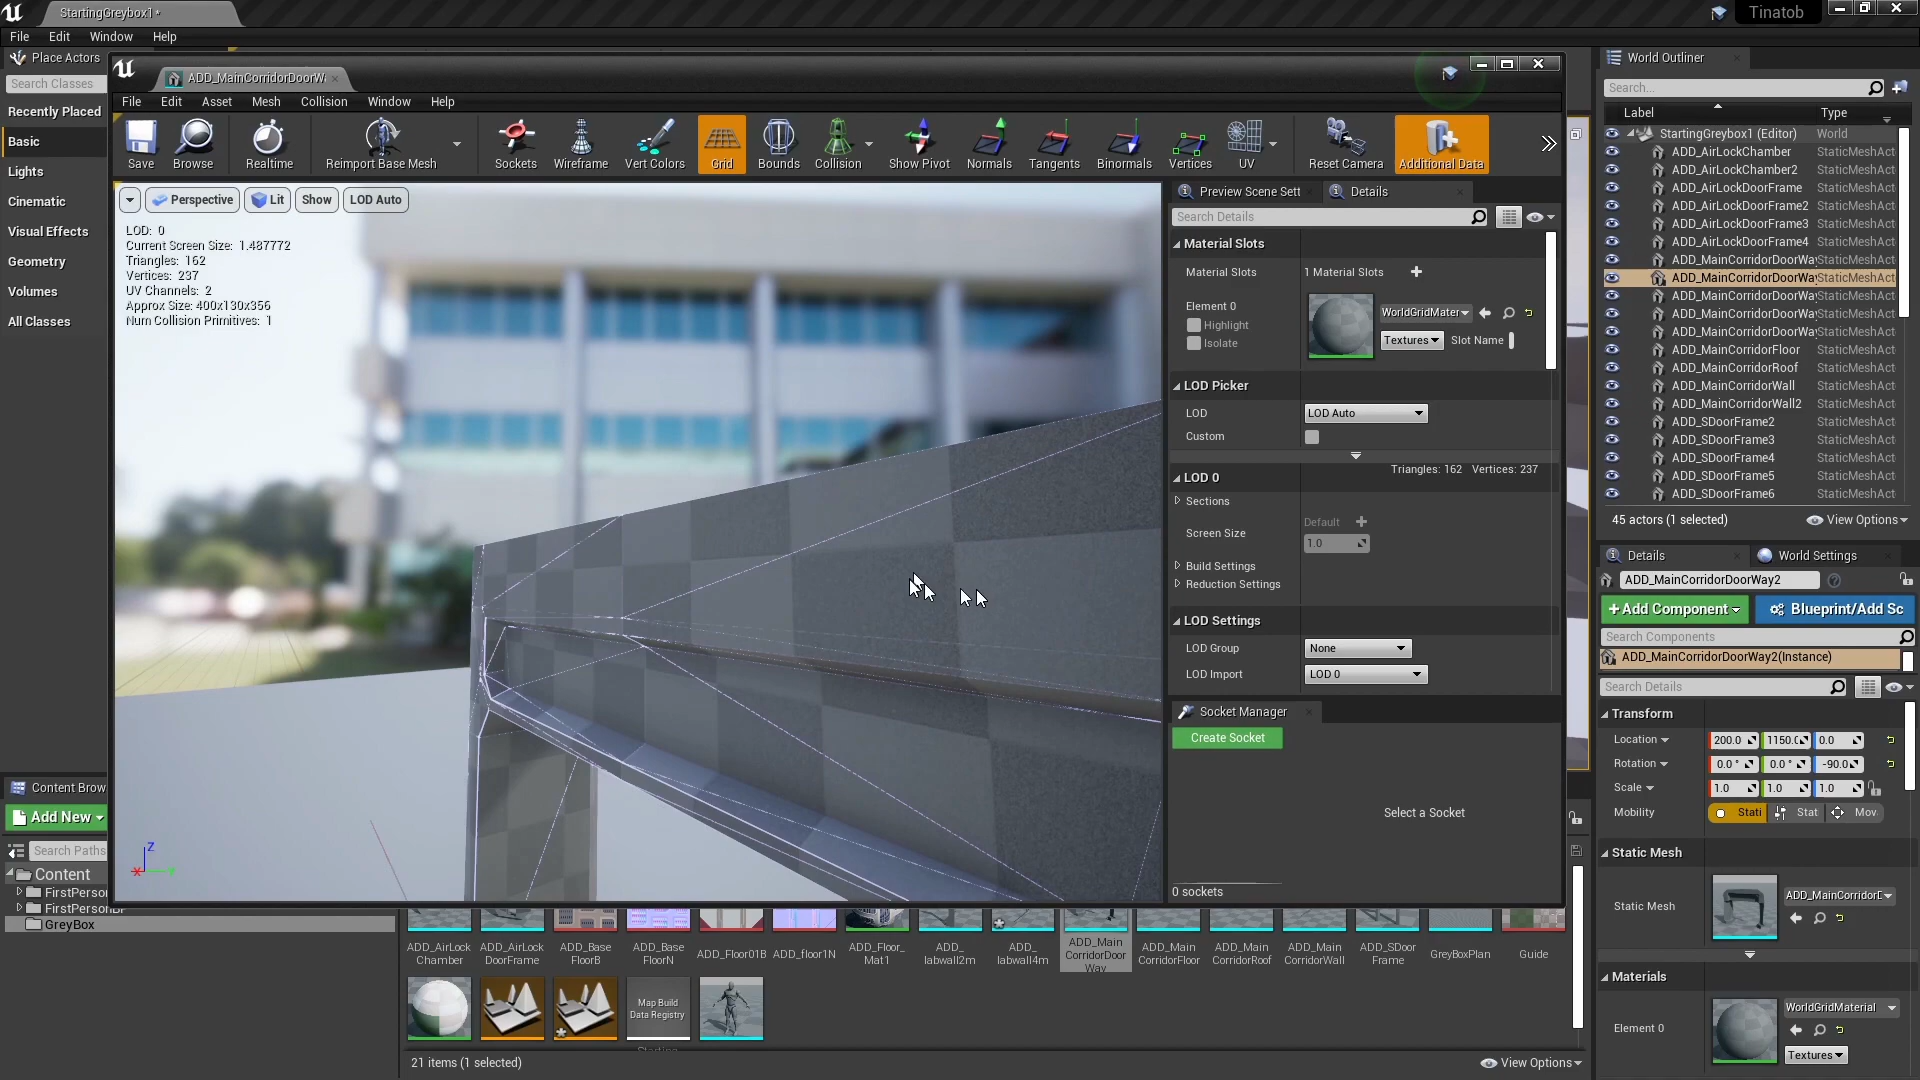 StartingGreybox1*
Tinatob
File Edit Window Help
Place Actors
Search Classes
Recently Placed
Basic
Lights
Cinematic
Visual Effects
Geometry
Volumes
All Classes
ADD_MainCorridorDoorW
File Edit Asset Mesh Collision Window Help
Save
Browse
Realtime
Reimport Base Mesh
Sockets
Wireframe
Vert Colors
Grid
Bounds
Collision
Show Pivot
Normals
Tangents
Binormals
Vertices
UV
Reset Camera
Additional Data
Perspective
Lit
Show
LOD Auto
LOD: 0
Current Screen Size: 1.487772
Triangles: 162
Vertices: 237
UV Channels: 2
Approx Size: 400x130x356
Num Collision Primitives: 1
Z
Preview Scene Sett
Details
Search Details
Material Slots
Material Slots 1 Material Slots
Element 0
Highlight
Isolate
WorldGridMater
Textures
Slot Name
LOD Picker
LOD LOD Auto
Custom
LOD 0
Triangles: 162 Vertices: 237
Sections
Screen Size
Default
1.0
Build Settings
Reduction Settings
LOD Settings
LOD Group None
LOD Import LOD 0
Socket Manager
Create Socket
Select a Socket
0 sockets
World Outliner
Search...
Label Type
StartingGreybox1 (Editor) World
ADD_AirLockChamber StaticMeshAct
ADD_AirLockChamber2 StaticMeshAct
ADD_AirLockDoorFrame StaticMeshAct
ADD_AirLockDoorFrame2 StaticMeshAct
ADD_AirLockDoorFrame3 StaticMeshAct
ADD_AirLockDoorFrame4 StaticMeshAct
ADD_MainCorridorDoorWay StaticMeshAct
ADD_MainCorridorDoorWay StaticMeshAct
ADD_MainCorridorDoorWay StaticMeshAct
ADD_MainCorridorDoorWay StaticMeshAct
ADD_MainCorridorDoorWay StaticMeshAct
ADD_MainCorridorFloor StaticMeshAct
ADD_MainCorridorRoof StaticMeshAct
ADD_MainCorridorWall StaticMeshAct
ADD_MainCorridorWall2 StaticMeshAct
ADD_SDoorFrame2 StaticMeshAct
ADD_SDoorFrame3 StaticMeshAct
ADD_SDoorFrame4 StaticMeshAct
ADD_SDoorFrame5 StaticMeshAct
ADD_SDoorFrame6 StaticMeshAct
45 actors (1 selected)
View Options
Details
World Settings
ADD_MainCorridorDoorWay2
+Add Component
Blueprint/Add Sc
Search Components
ADD_MainCorridorDoorWay2(Instance)
Search Details
Transform
Location 200.0 1150.0 0.0
Rotation 0.0 ° 0.0 ° -90.0
Scale 1.0 1.0 1.0
Mobility Stati Stat Mov
Static Mesh
Static Mesh
ADD_MainCorridorD
Materials
Element 0
WorldGridMaterial
Textures
Content Brow
Add New
Search Paths
Content
FirstPerson
FirstPersonBP
GreyBox
ADD_AirLock
Chamber
ADD_AirLock
DoorFrame
ADD_Base
FloorB
ADD_Base
FloorN
ADD_Floor01B
ADD_floor1N
ADD_Floor_
Mat1
ADD_
labwall2m
ADD_
labwall4m
ADD_Main
CorridorDoor
Way
ADD_Main
CorridorFloor
ADD_Main
CorridorRoof
ADD_Main
CorridorWall
ADD_SDoor
Frame
GreyBoxPlan
Guide
Map Build
Data Registry
21 items (1 selected)
View Options